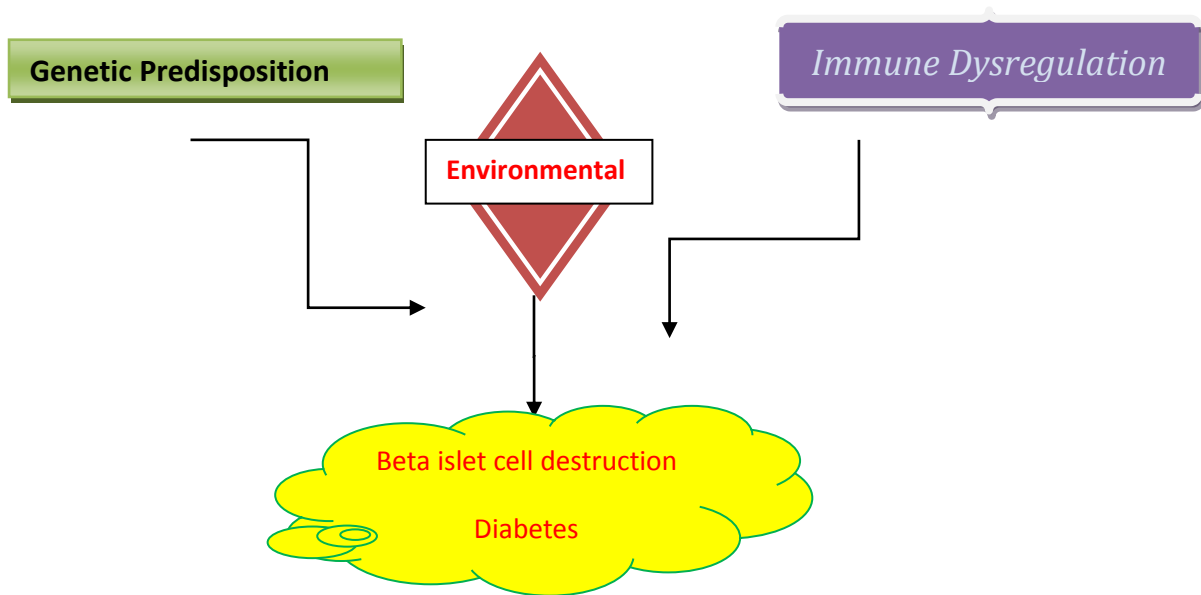 Genetic Predisposition
Immune Dysregulation
Environmental
Beta islet cell destruction
Diabetes